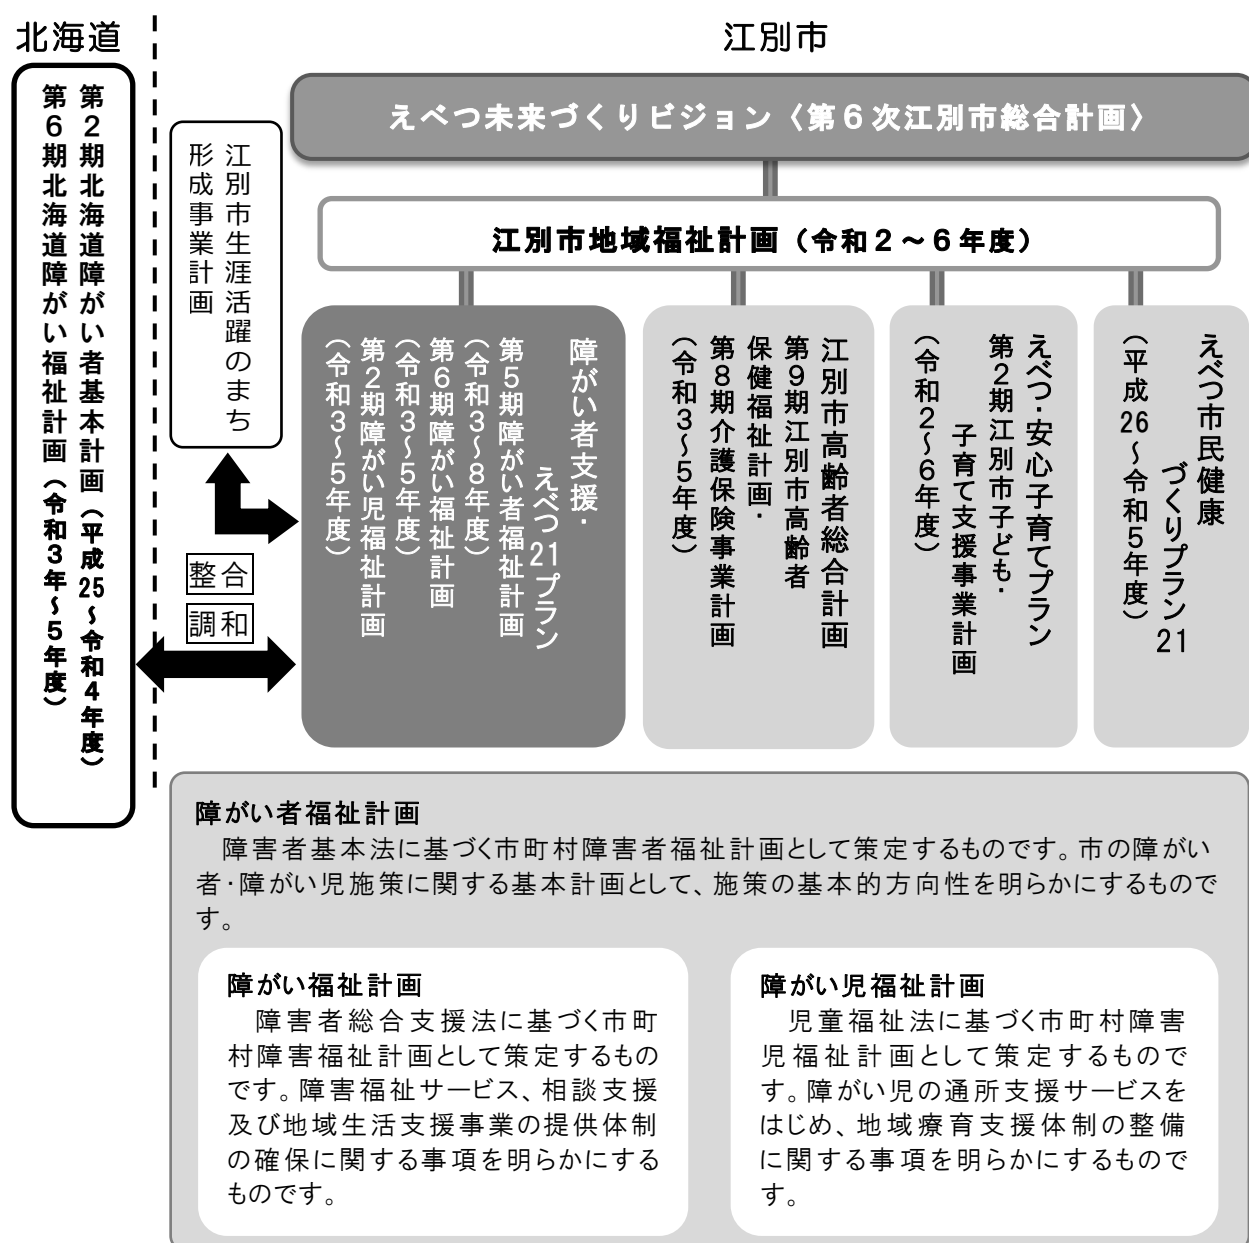 北海道
第2期北海道障がい者基本計画(平成25~令和4年度)
第6期北海道障がい福祉計画(令和3年~5年度)
江別市
えべつ未来づくりビジョン〈第6次江別市総合計画〉
江別市生涯活躍のまち
形成事業計画
江別市地域福祉計画(令和2~6年度)
障がい者支援・
えべつ21プラン
第5期障がい者福祉計画
(令和3~8年度)
第6期障がい福祉計画
(令和3~5年度)
第2期障がい児福祉計画
(令和3~5年度)
江別市高齢者総合計画
第9期江別市高齢者
保健福祉計画・
第8期介護保険事業計画
(令和3~5年度)
えべつ・安心子育てプラン
第2期江別市子ども・
子育て支援事業計画
(令和2~6年度)
えべつ市民健康
づくりプラン21
(平成26~令和5年度)
整合
調和
障がい者福祉計画
障害者基本法に基づく市町村障害者福祉計画として策定するものです。市の障がい
者・障がい児施策に関する基本計画として、施策の基本的方向性を明らかにするもので
す。
障がい福祉計画
障害者総合支援法に基づく市町
村障害福祉計画として策定するもの
です。障害福祉サービス、相談支援
及び地域生活支援事業の提供体制
の確保に関する事項を明らかにする
ものです。
障がい児福祉計画
児童福祉法に基づく市町村障害
児福祉計画として策定するもので
す。障がい児の通所支援サービスを
はじめ、地域療育支援体制の整備
に関する事項を明らかにするもので
す。